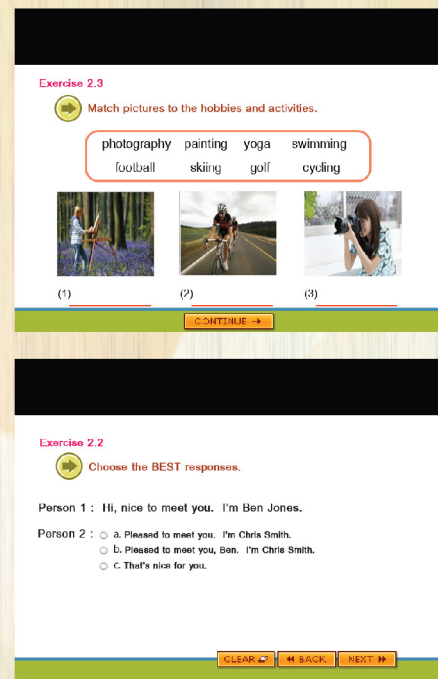 Exercise 2.3
Match pictures to the hobbies and activities.
photography painting yoga swimming
football skiing golf cycling
(1) (2) (3)
CONTINUE →
Exercise 2.2
Choose the BEST responses.
Person 1 : Hi, nice to meet you. I'm Ben Jones.
Person 2 : a. Pleased to meet you. I'm Chris Smith.
b. Pleased to meet you, Ben. I'm Chris Smith.
c. That's nice for you.
CLEAR BACK NEXT